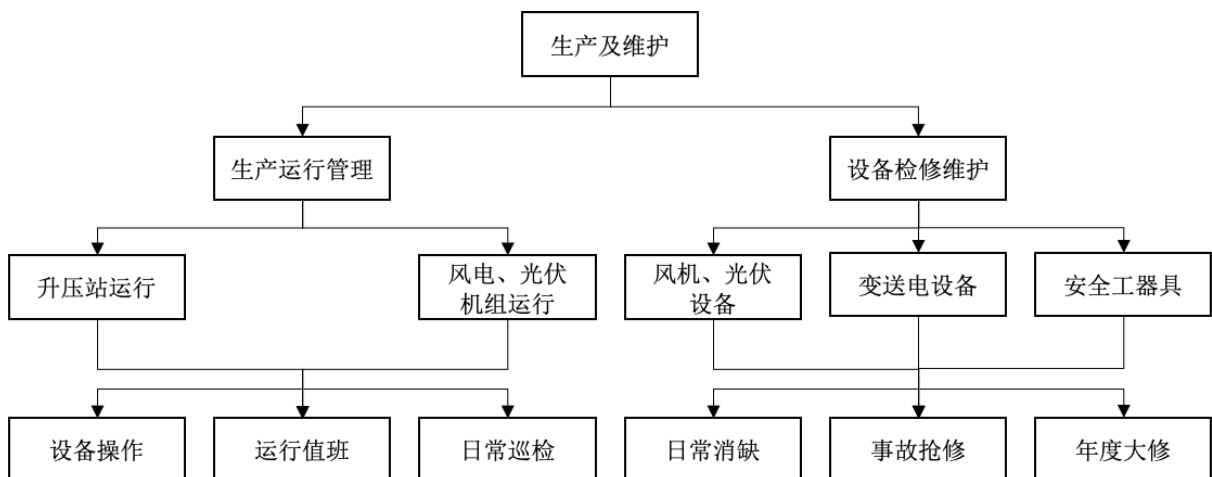 生产及维护
生产运行管理
设备检修维护
升压站运行
风电、光伏
机组运行
风机、光伏
设备
变送电设备
安全工器具
设备操作
运行值班
日常巡检
日常消缺
事故抢修
年度大修